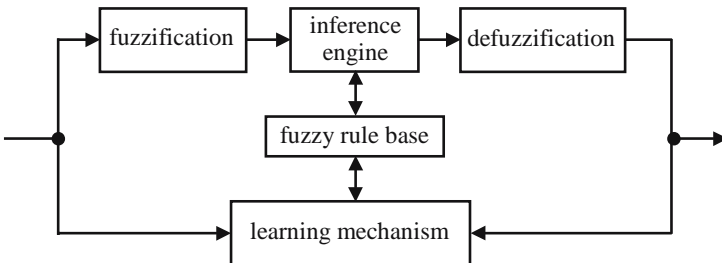 fuzzification
inference
engine
defuzzification
fuzzy rule base
learning mechanism